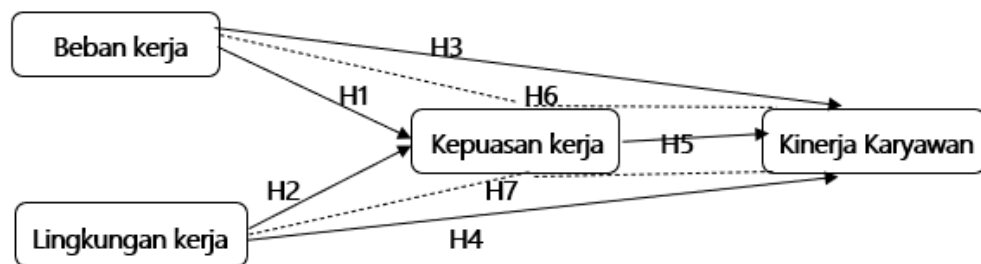 Beban kerja
H3
H1
H6
Kepuasan kerja
H5
Kinerja Karyawan
H2
H7
Lingkungan kerja
H4